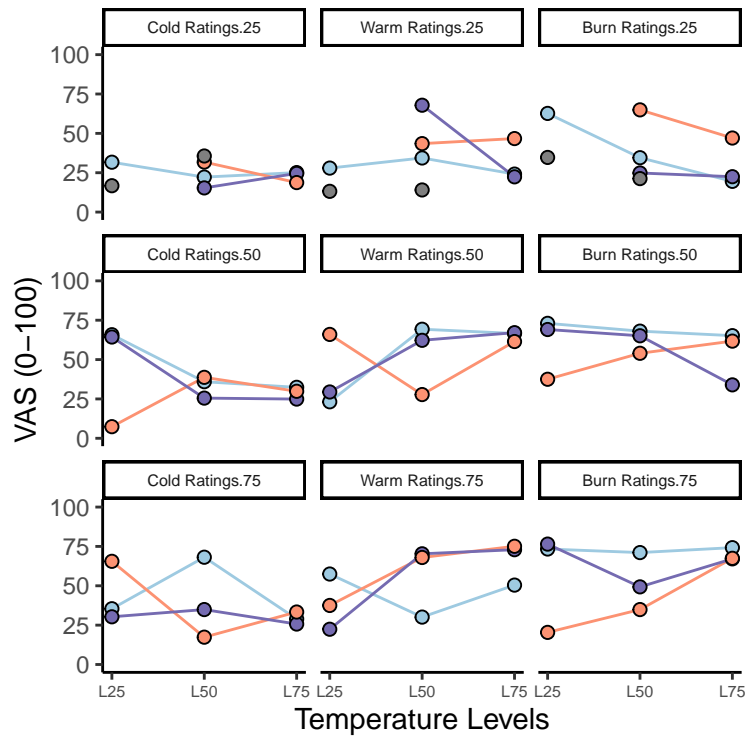 Cold Ratings.25 Warm Ratings.25 Burn Ratings.25
100
75
50
25
0
Cold Ratings.50 Warm Ratings.50 Burn Ratings.50
100
75
50
25
0
VAS (0−100)
Cold Ratings.75 Warm Ratings.75 Burn Ratings.75
100
75
50
25
0
L25 L50 L75 L25 L50 L75 L25 L50 L75
Temperature Levels